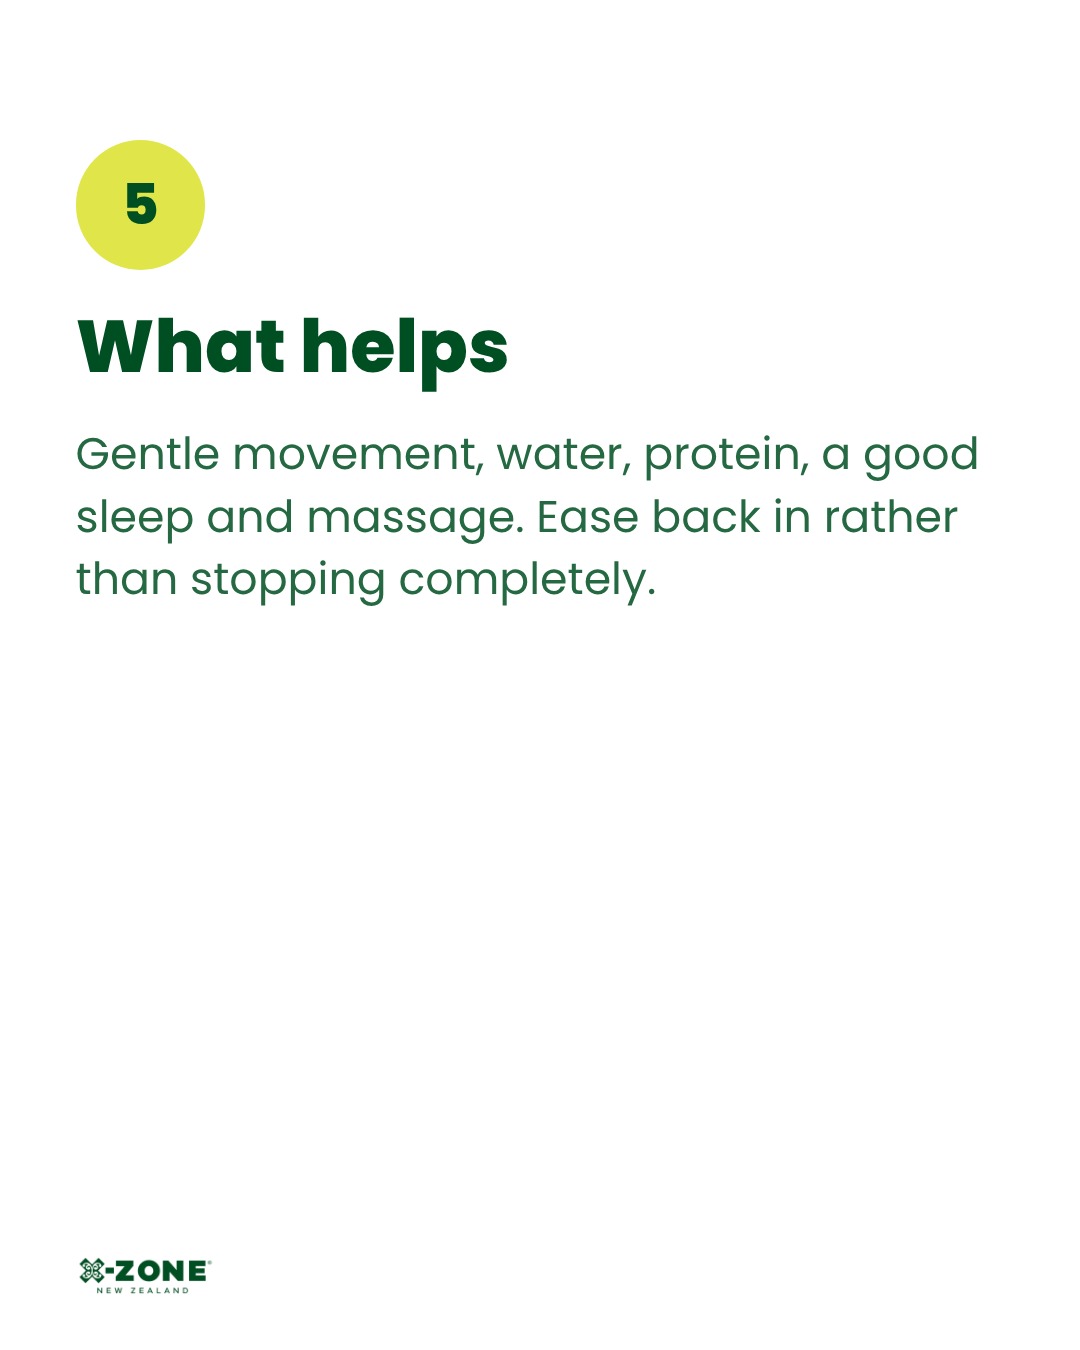 5
What helps
Gentle movement, water, protein, a good
sleep and massage. Ease back in rather
than stopping completely.
X-ZONE
NEW ZEALAND